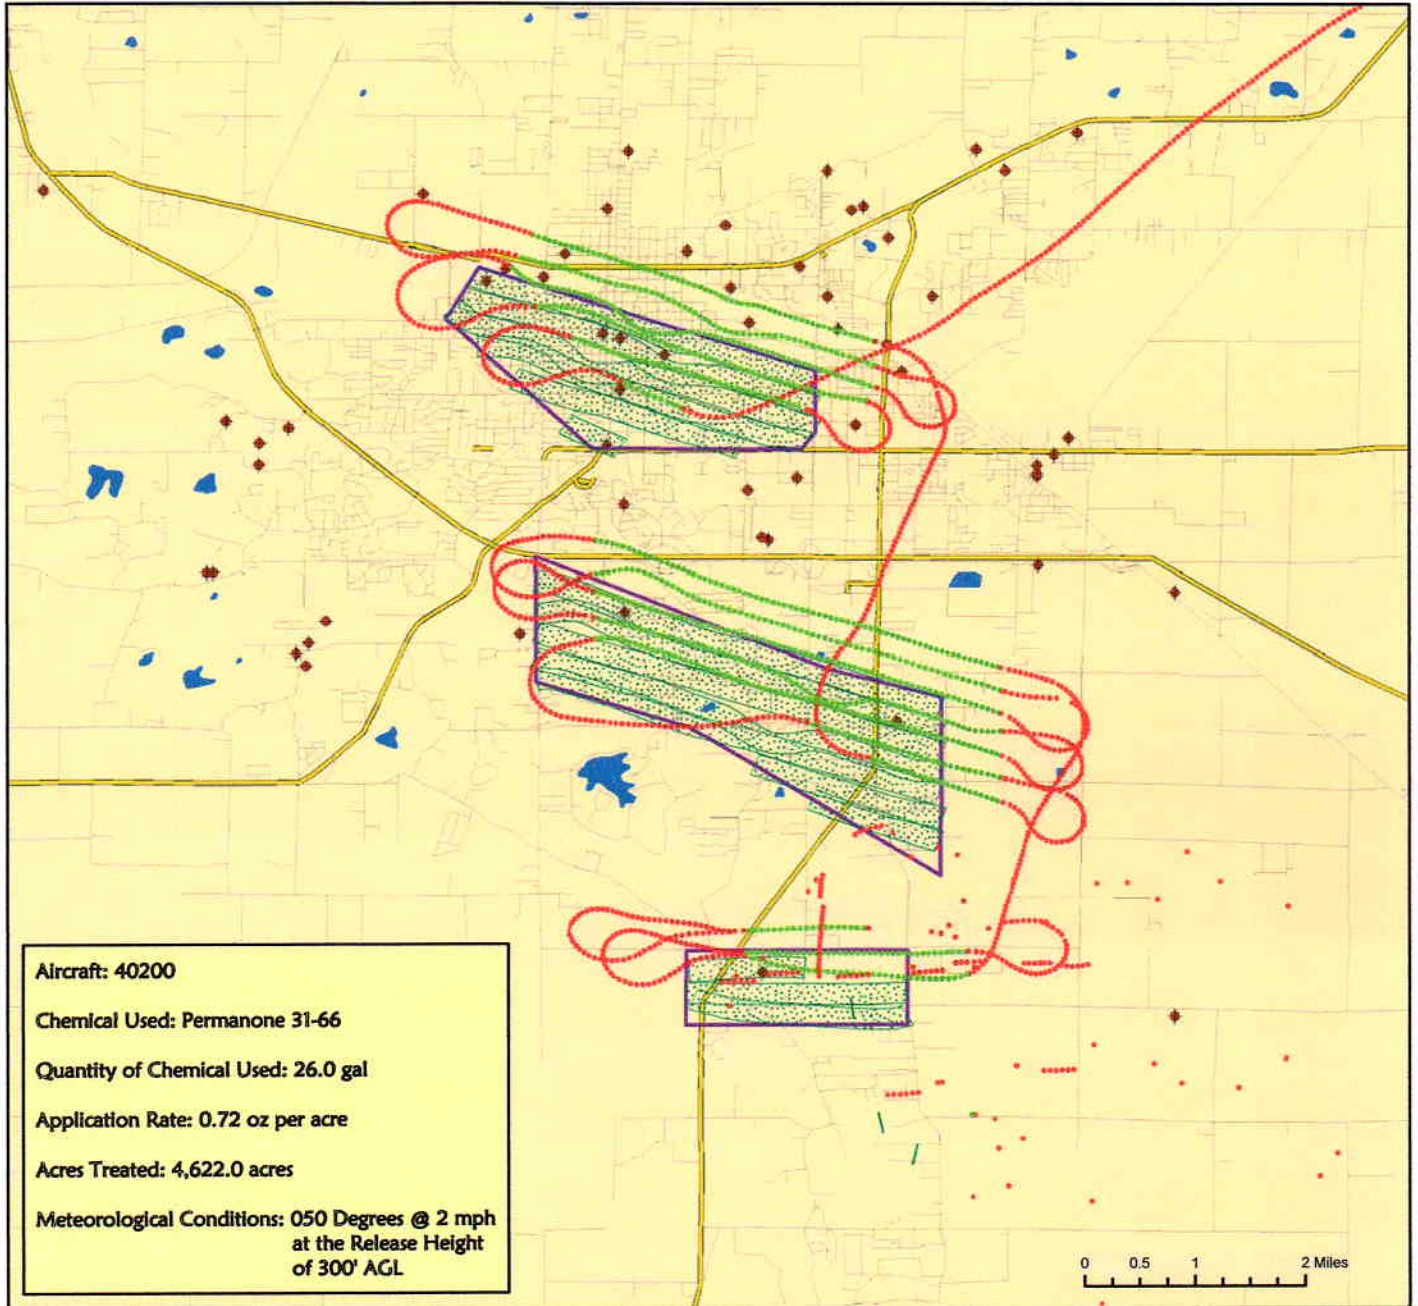 Aircraft: 40200
Chemical Used: Permanone 31-66
Quantity of Chemical Used: 26.0 gal
Application Rate: 0.72 oz per acre
Acres Treated: 4,622.0 acres
Meteorological Conditions: 050 Degrees @ 2 mph
at the Release Height
of 300' AGL
0 0.5 1 2 Miles